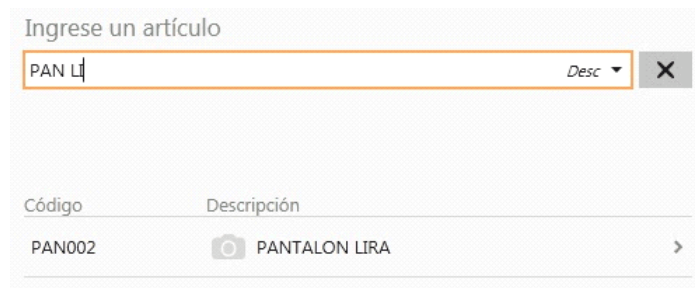 Ingrese un artículo
PAN LI Desc
Código Descripción
PAN002 PANTALON LIRA